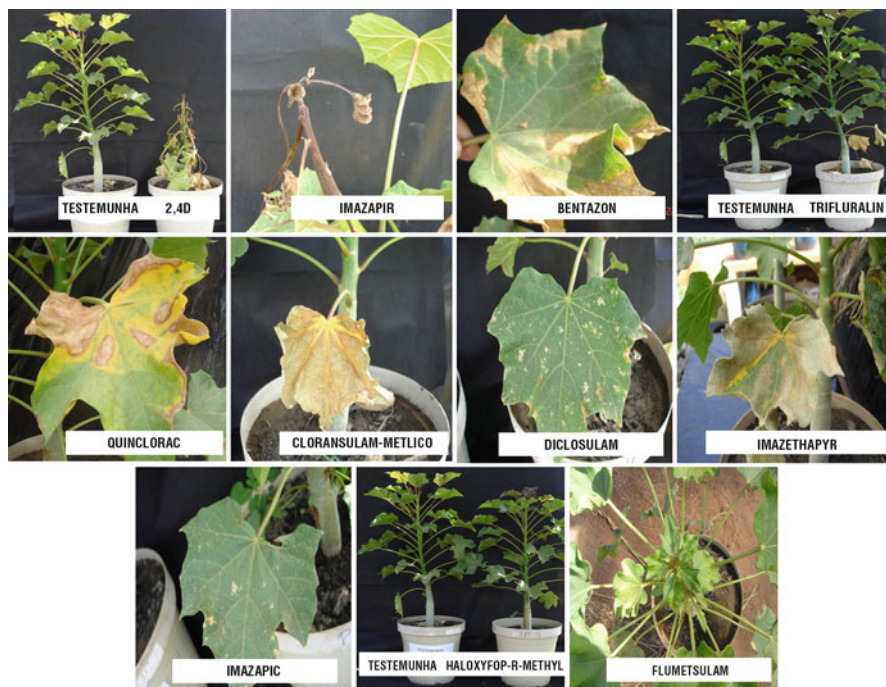 TESTEMUNHA 2,4D
IMAZAPIR
BENTAZON
TESTEMUNHA TRIFLURALIN
QUINCLORAC
CLORANSULAM-METLICO
DICLOSULAM
IMAZETHAPYR
IMAZAPIC
TESTEMUNHA HALOXYFOP-R-METHYL
FLUMETSULAM